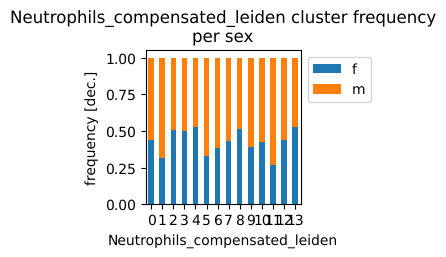 Neutrophils_compensated_leiden cluster frequency
per sex
frequency [dec.]
1.00
0.75
0.50
0.25
0.00
0 1 2 3 4 5 6 7 8 9 10 11 12 13
Neutrophils_compensated_leiden
f
m